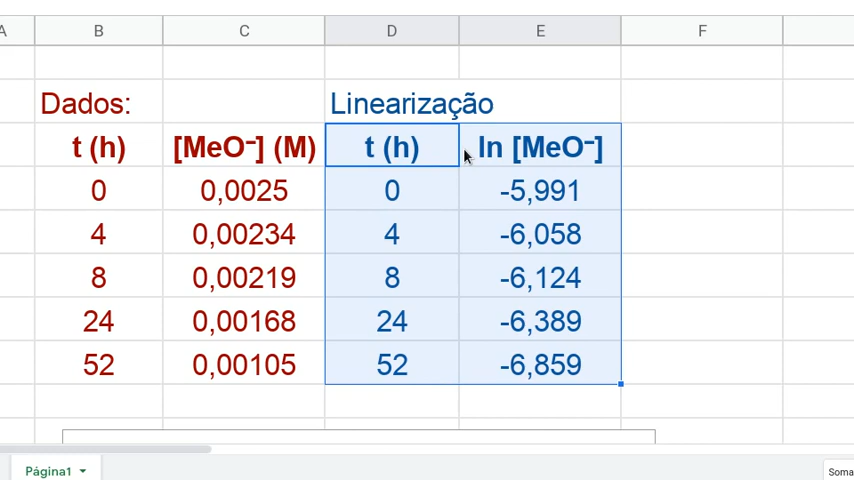 A B C D E F
Dados: Linearização
t (h) [MeO⁻] (M) t (h) ln [MeO⁻]
0 0,0025 0 -5,991
4 0,00234 4 -6,058
8 0,00219 8 -6,124
24 0,00168 24 -6,389
52 0,00105 52 -6,859
Página1 Soma